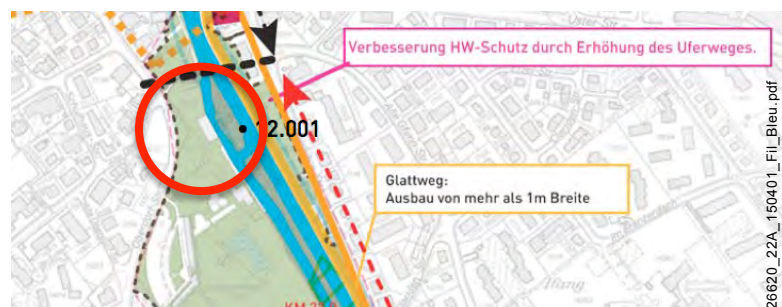 Verbesserung HW-Schutz durch Erhöhung des Uferweges.
12.001
Glattweg:
Ausbau von mehr als 1m Breite
26620_22A_150401_Fil_Bleu.pdf